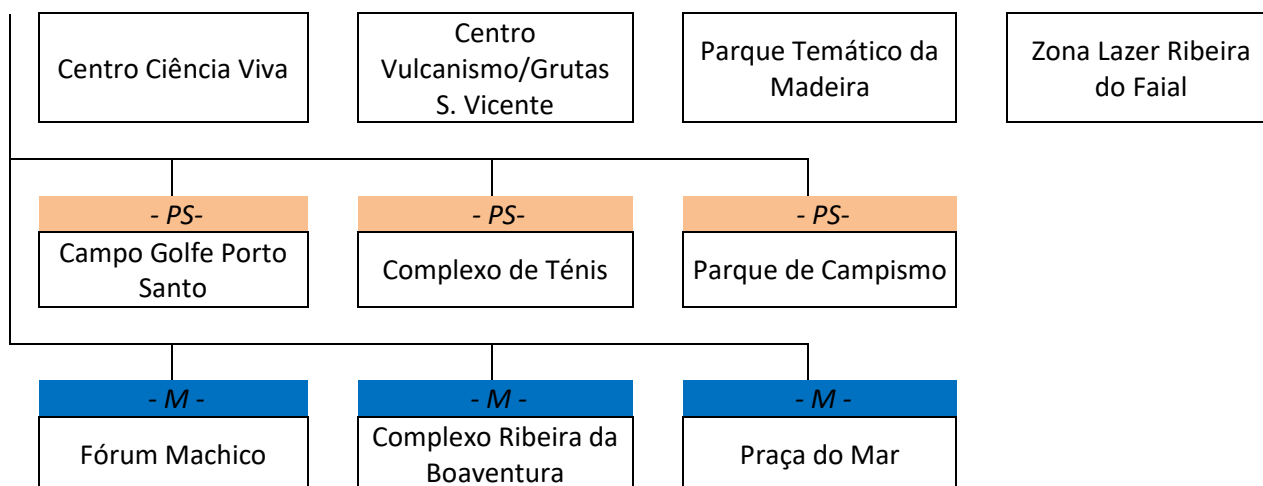 Centro Ciência Viva
Centro
Vulcanismo/Grutas
S. Vicente
Parque Temático da
Madeira
Zona Lazer Ribeira
do Faial
- PS-
Campo Golfe Porto
Santo
- PS-
Complexo de Ténis
- PS-
Parque de Campismo
- M -
Fórum Machico
- M -
Complexo Ribeira da
Boaventura
- M -
Praça do Mar